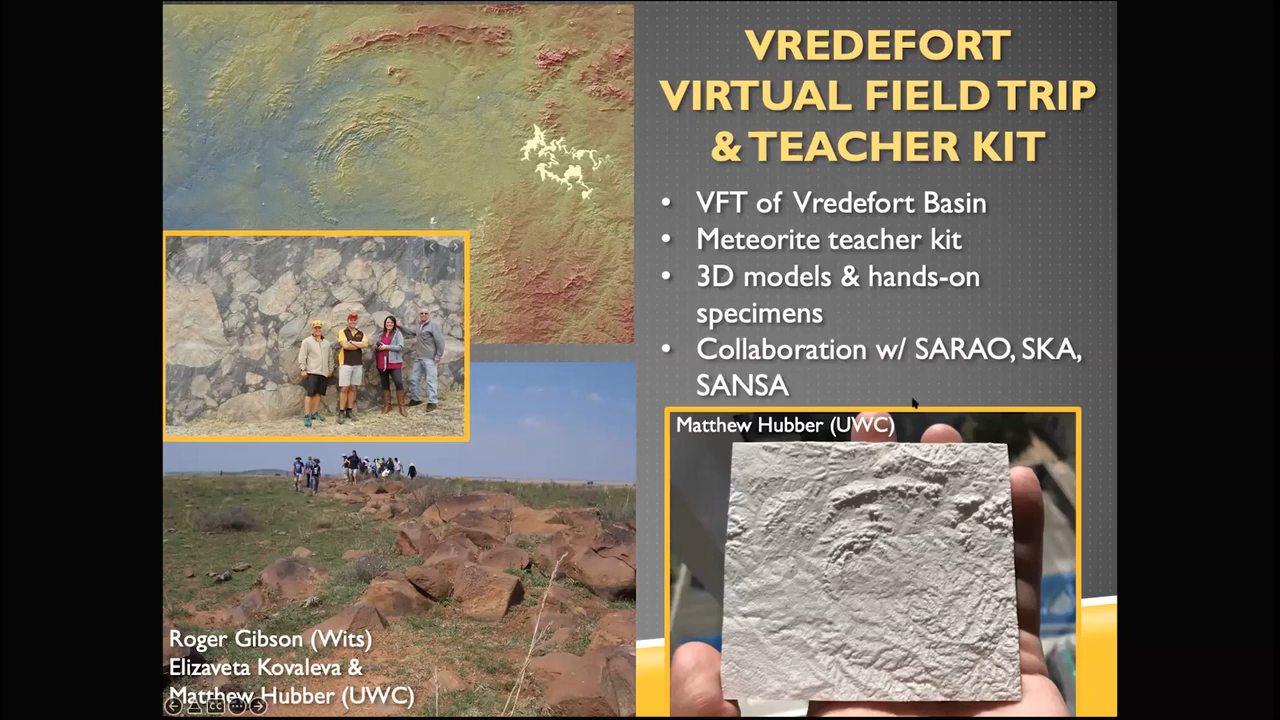 VREDEFORT
VIRTUAL FIELD TRIP
& TEACHER KIT
• VFT of Vredefort Basin
• Meteorite teacher kit
• 3D models & hands-on
specimens
• Collaboration w/ SARAO, SKA,
SANSA
Matthew Hubber (UWC)
Roger Gibson (Wits)
Elizaveta Kovaleva &
Matthew Hubber (UWC)
CC